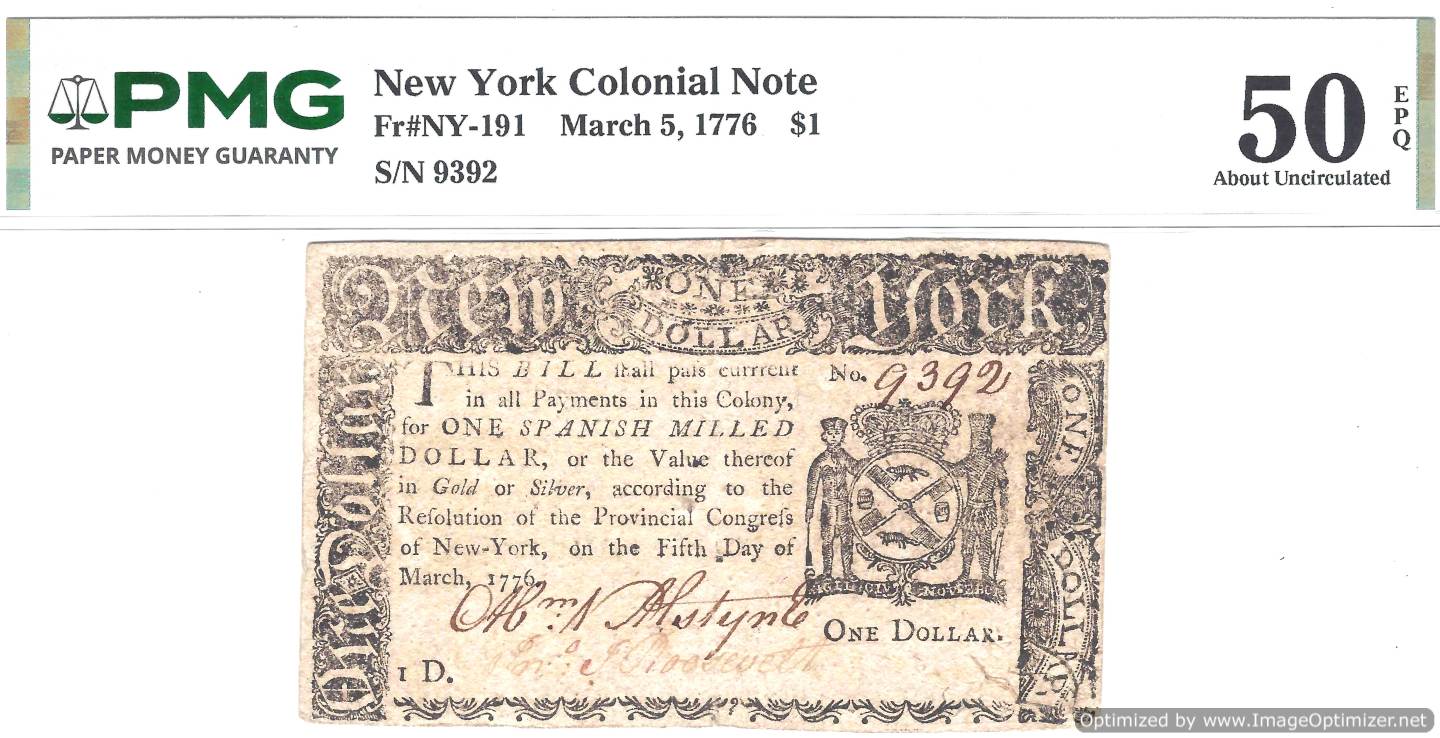 PMG
PAPER MONEY GUARANTY
New York Colonial Note
Fr#NY-191 March 5, 1776 $1
S/N 9392
50
EPQ
About Uncirculated
New
ONE
DOLLAR
York
THIS BILL ſhall paſs currrent
in all Payments in this Colony,
for ONE SPANISH MILLED
DOLLAR, or the Value thereof
in Gold or Silver, according to the
Reſolution of the Provincial Congreſs
of New-York, on the Fifth Day of
March, 1776.
No. 9392
One Dollar
ONE
DOLLAR
ONE DOLLAR.
Roosevelt
1 D.
Optimized by www.ImageOptimizer.net